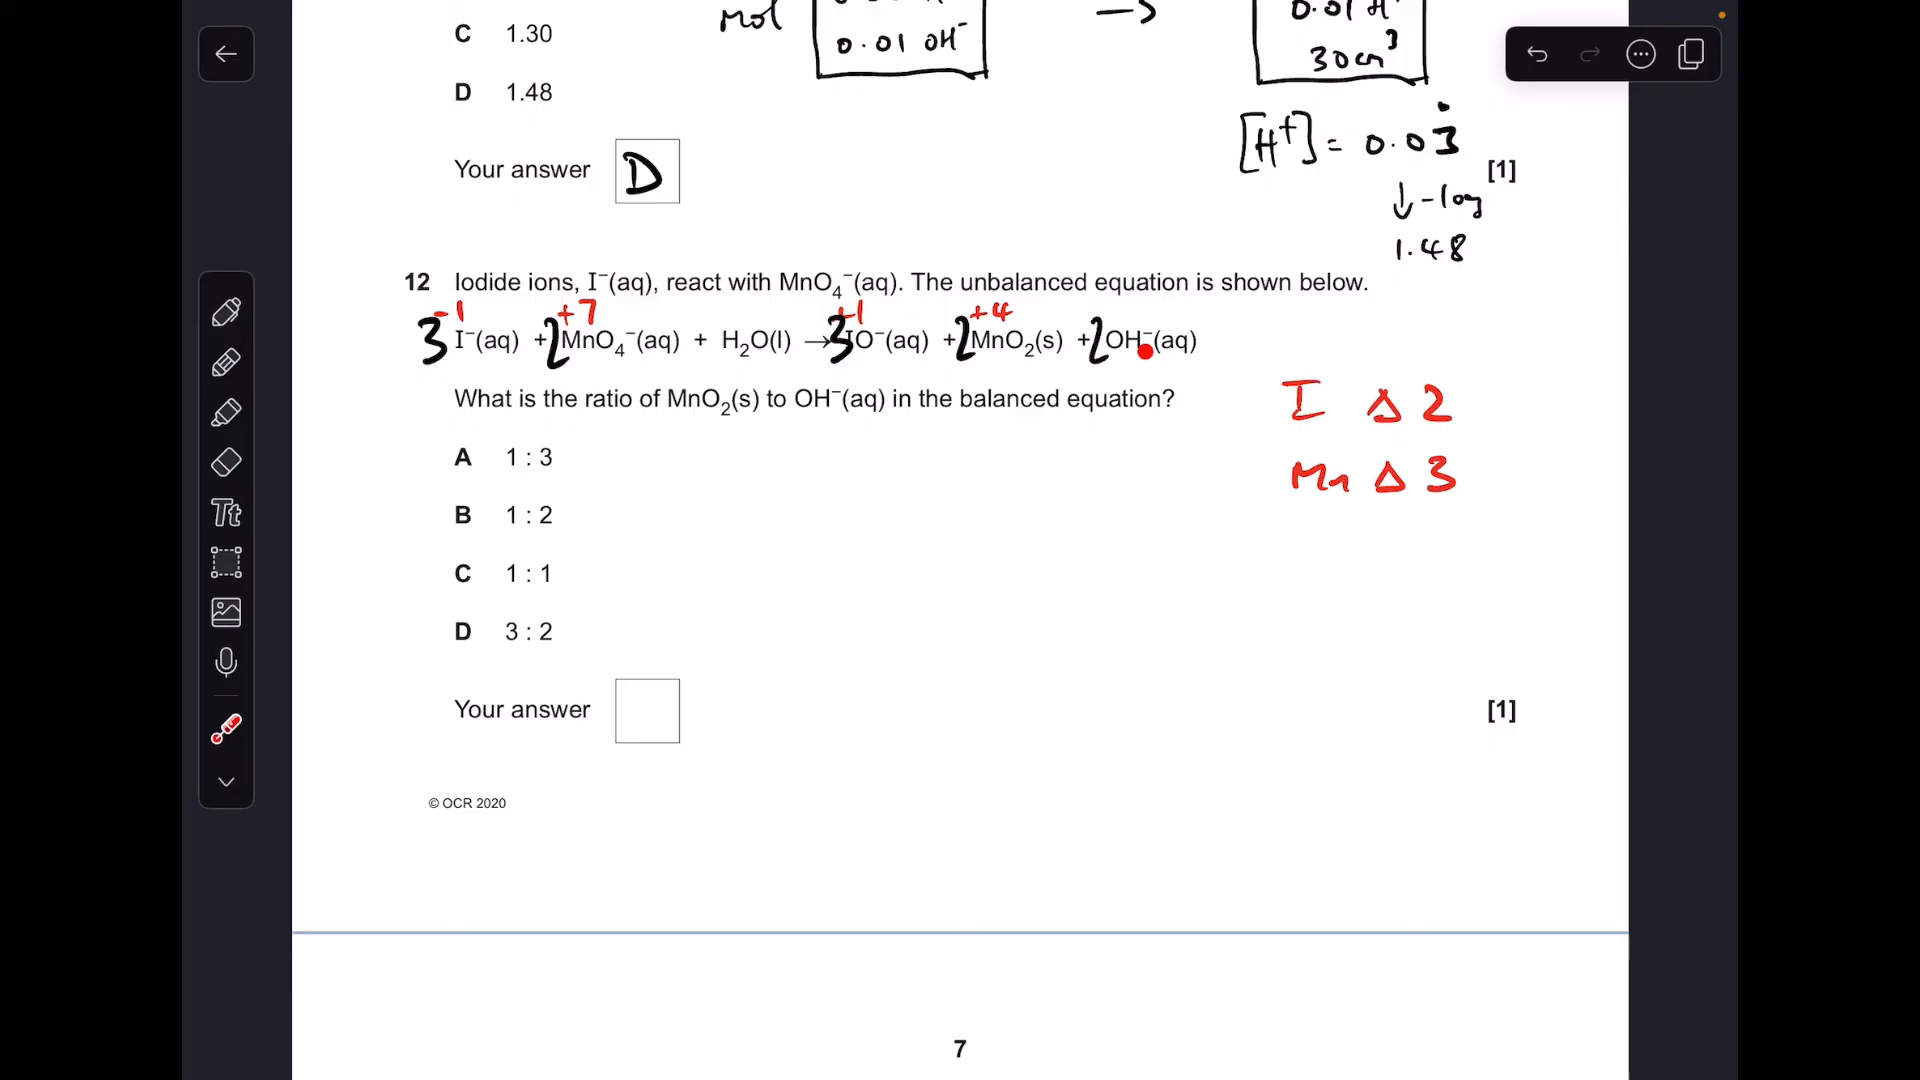 C 1.30
mol
0.01 OH⁻
→
0.01 H⁺
30cm³
D 1.48
[H⁺] = 0.03̇
Your answer D [1]
↓ -log
1.48
12 Iodide ions, I⁻(aq), react with MnO₄⁻(aq). The unbalanced equation is shown below.
-1 +7 +1 +4
3 I⁻(aq) + 2 MnO₄⁻(aq) + H₂O(l) → 3 IO⁻(aq) + 2 MnO₂(s) + 2 OH⁻(aq)
What is the ratio of MnO₂(s) to OH⁻(aq) in the balanced equation?
I Δ 2
A 1 : 3
Mn Δ 3
B 1 : 2
C 1 : 1
D 3 : 2
Your answer [1]
© OCR 2020
7
Tt